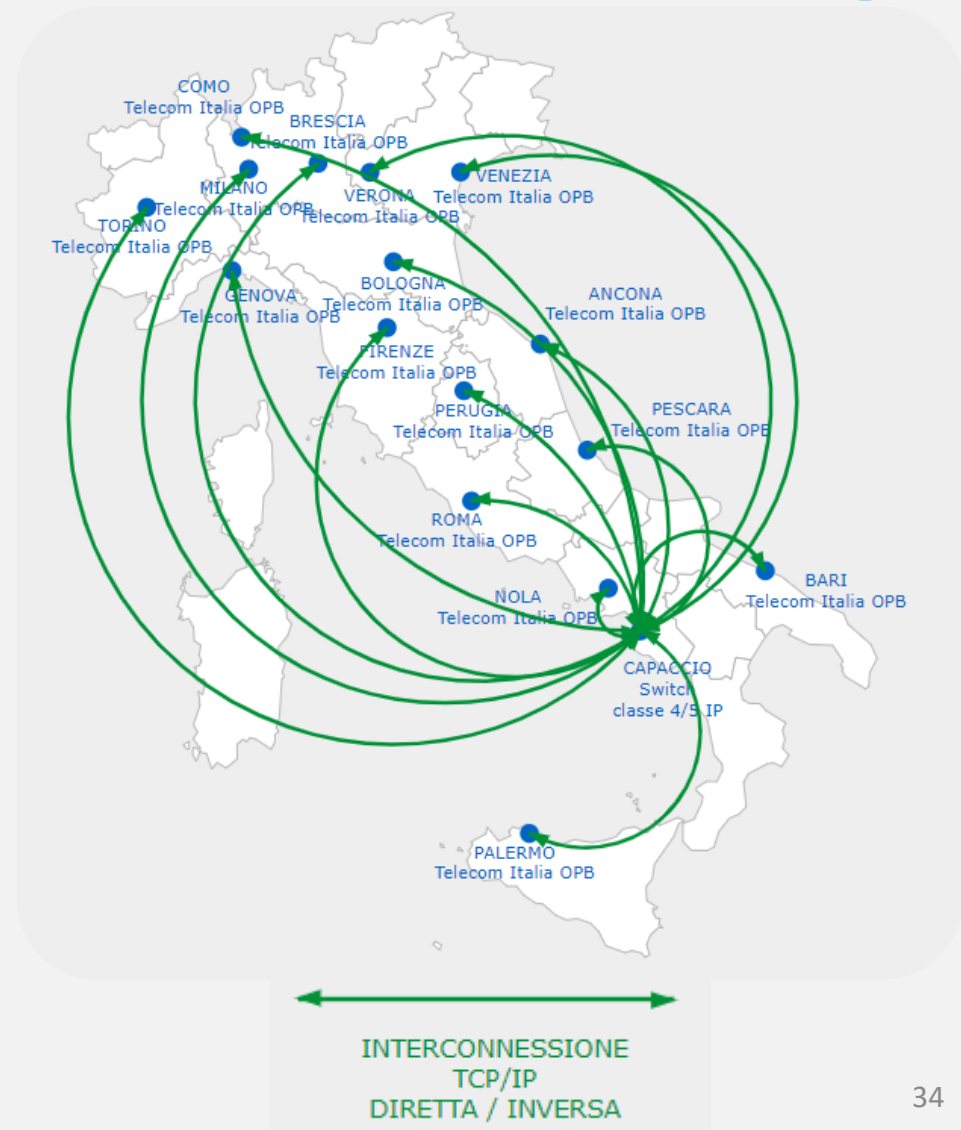 COMO
Telecom Italia OPB
BRESCIA
Telecom Italia OPB
MILANO
Telecom Italia OPB
VERONA
Telecom Italia OPB
VENEZIA
Telecom Italia OPB
TORINO
Telecom Italia OPB
GENOVA
Telecom Italia OPB
BOLOGNA
Telecom Italia OPB
ANCONA
Telecom Italia OPB
FIRENZE
Telecom Italia OPB
PERUGIA
Telecom Italia OPB
PESCARA
Telecom Italia OPB
ROMA
Telecom Italia OPB
NOLA
Telecom Italia OPB
BARI
Telecom Italia OPB
CAPACCIO
Switch
classe 4/5 IP
PALERMO
Telecom Italia OPB
INTERCONNESSIONE
TCP/IP
DIRETTA / INVERSA
34